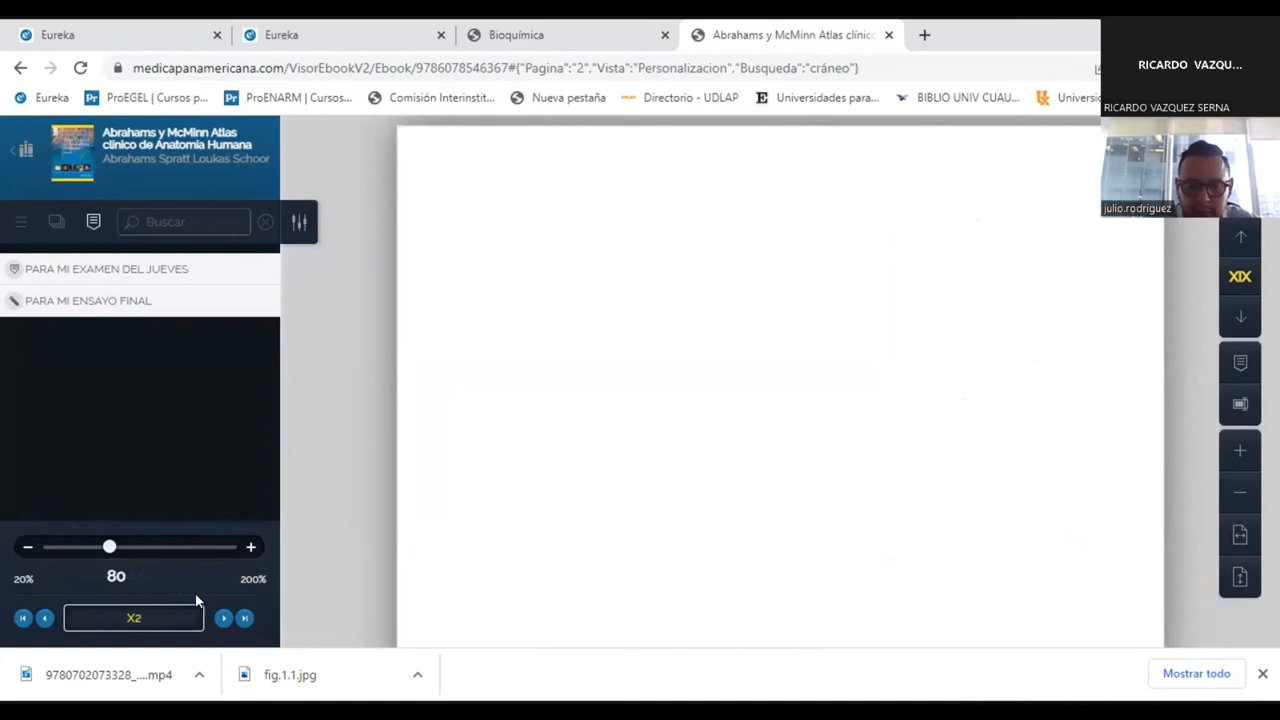 Eureka
Eureka
Bioquímica
Abrahams y McMinn Atlas clínic
medicapanamericana.com/VisorEbookV2/Ebook/9786078546367#{"Pagina":"2","Vista":"Personalizacion","Busqueda":"cráneo"}
Eureka
ProEGEL | Cursos p...
ProENARM | Cursos...
Comisión Interinstit...
Nueva pestaña
Directorio - UDLAP
Universidades para...
BIBLIO UNIV CUAU...
Universi
RICARDO VAZQU...
RICARDO VAZQUEZ SERNA
julio.rodriguez
Abrahams y McMinn Atlas
clínico de Anatomía Humana
Abrahams Spratt Loukas Schoor
Buscar
PARA MI EXAMEN DEL JUEVES
PARA MI ENSAYO FINAL
XIX
20%
80
200%
X2
9780702073328_....mp4
fig.1.1.jpg
Mostrar todo